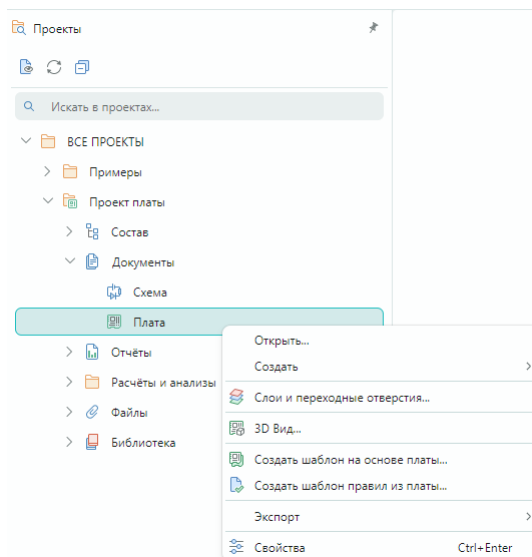 Проекты
Искать в проектах...
ВСЕ ПРОЕКТЫ
Примеры
Проект платы
Состав
Документы
Схема
Плата
Отчёты
Расчёты и анализы
Файлы
Библиотека
Открыть...
Создать
Слои и переходные отверстия...
3D Вид...
Создать шаблон на основе платы...
Создать шаблон правил из платы...
Экспорт
Свойства Ctrl+Enter